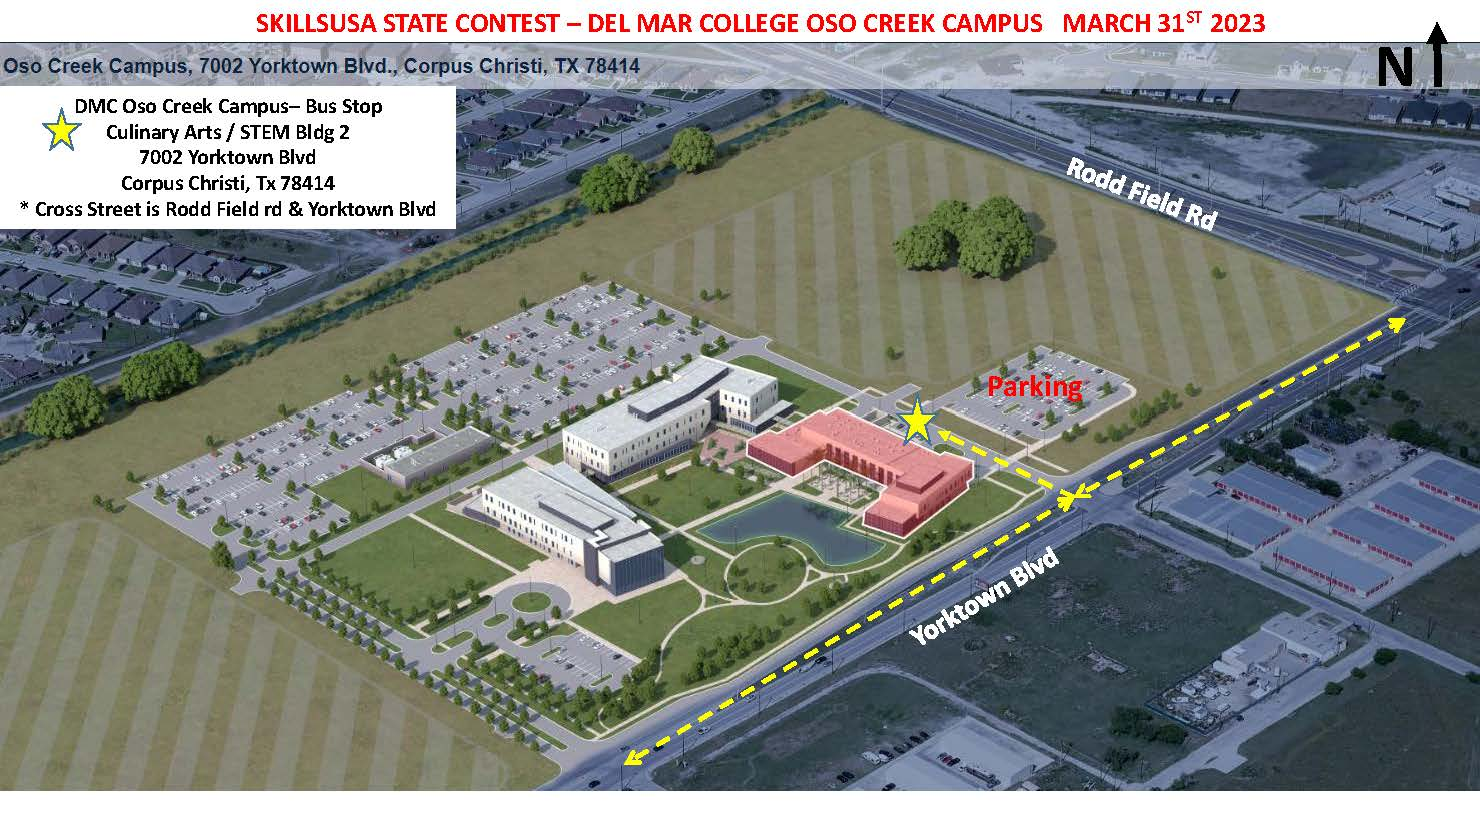 SKILLSUSA STATE CONTEST – DEL MAR COLLEGE OSO CREEK CAMPUS MARCH 31ST 2023
N
Oso Creek Campus, 7002 Yorktown Blvd., Corpus Christi, TX 78414
DMC Oso Creek Campus– Bus Stop
Culinary Arts / STEM Bldg 2
7002 Yorktown Blvd
Corpus Christi, Tx 78414
* Cross Street is Rodd Field rd & Yorktown Blvd
Rodd Field Rd
Parking
Yorktown Blvd